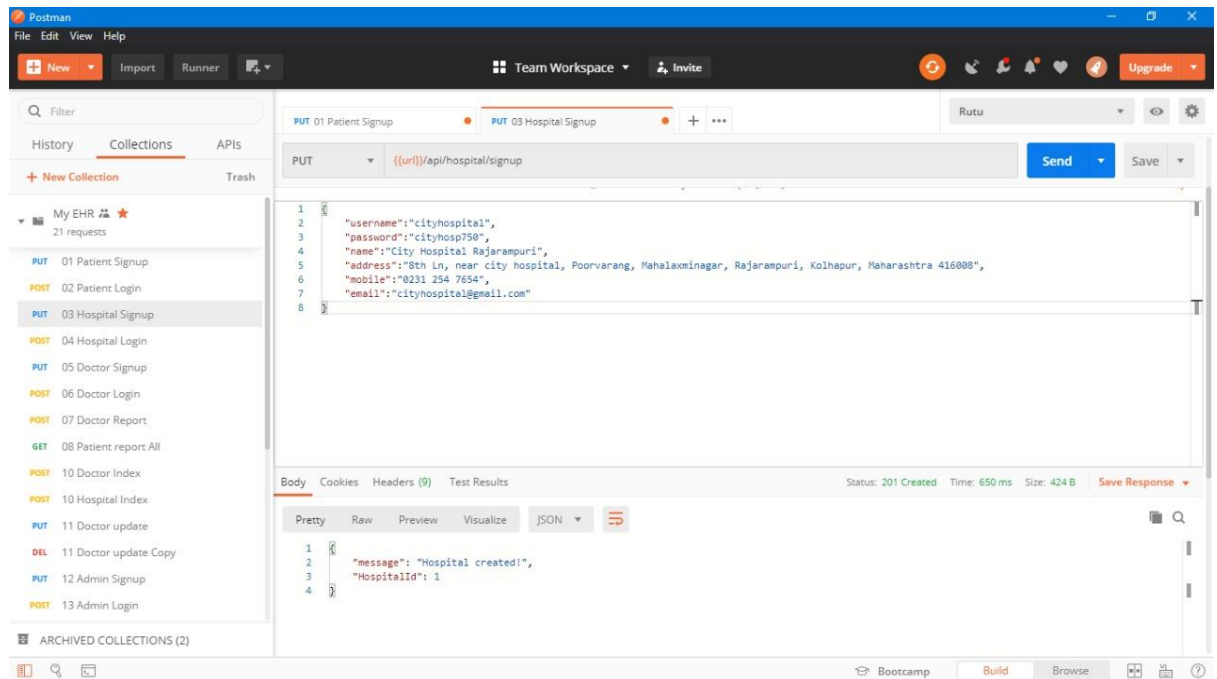 Postman
File Edit View Help
New Import Runner Team Workspace Invite Upgrade
Filter
History Collections APIs
+ New Collection Trash
My EHR
21 requests
PUT 01 Patient Signup
POST 02 Patient Login
PUT 03 Hospital Signup
POST 04 Hospital Login
PUT 05 Doctor Signup
POST 06 Doctor Login
POST 07 Doctor Report
GET 08 Patient report All
POST 10 Doctor Index
POST 10 Hospital Index
PUT 11 Doctor update
DEL 11 Doctor update Copy
PUT 12 Admin Signup
POST 13 Admin Login
ARCHIVED COLLECTIONS (2)
PUT 01 Patient Signup PUT 03 Hospital Signup + ••• Rutu
PUT {{url}}/api/hospital/signup Send Save
1 {
2 "username":"cityhospital",
3 "password":"cityhosp750",
4 "name":"City Hospital Rajarampuri",
5 "address":"8th Ln, near city hospital, Poorvarang, Mahalaxminagar, Rajarampuri, Kolhapur, Maharashtra 416008",
6 "mobile":"0231 254 7654",
7 "email":"cityhospital@gmail.com"
8 }
Body Cookies Headers (9) Test Results Status: 201 Created Time: 650 ms Size: 424 B Save Response
Pretty Raw Preview Visualize JSON
1 {
2 "message": "Hospital created!",
3 "HospitalId": 1
4 }
Bootcamp Build Browse